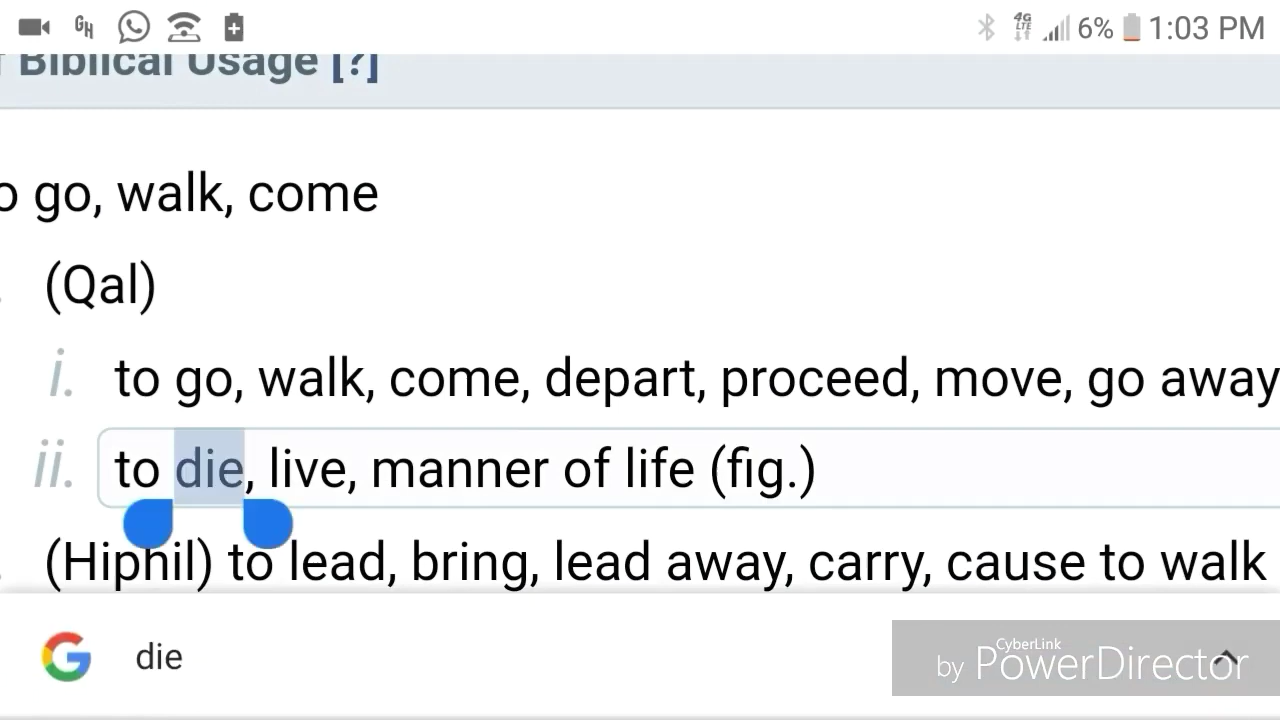 4G
LTE
6% 1:03 PM
Biblical Usage [?]
go, walk, come
(Qal)
i. to go, walk, come, depart, proceed, move, go away
ii. to die, live, manner of life (fig.)
(Hiphil) to lead, bring, lead away, carry, cause to walk
die
CyberLink
by PowerDirector